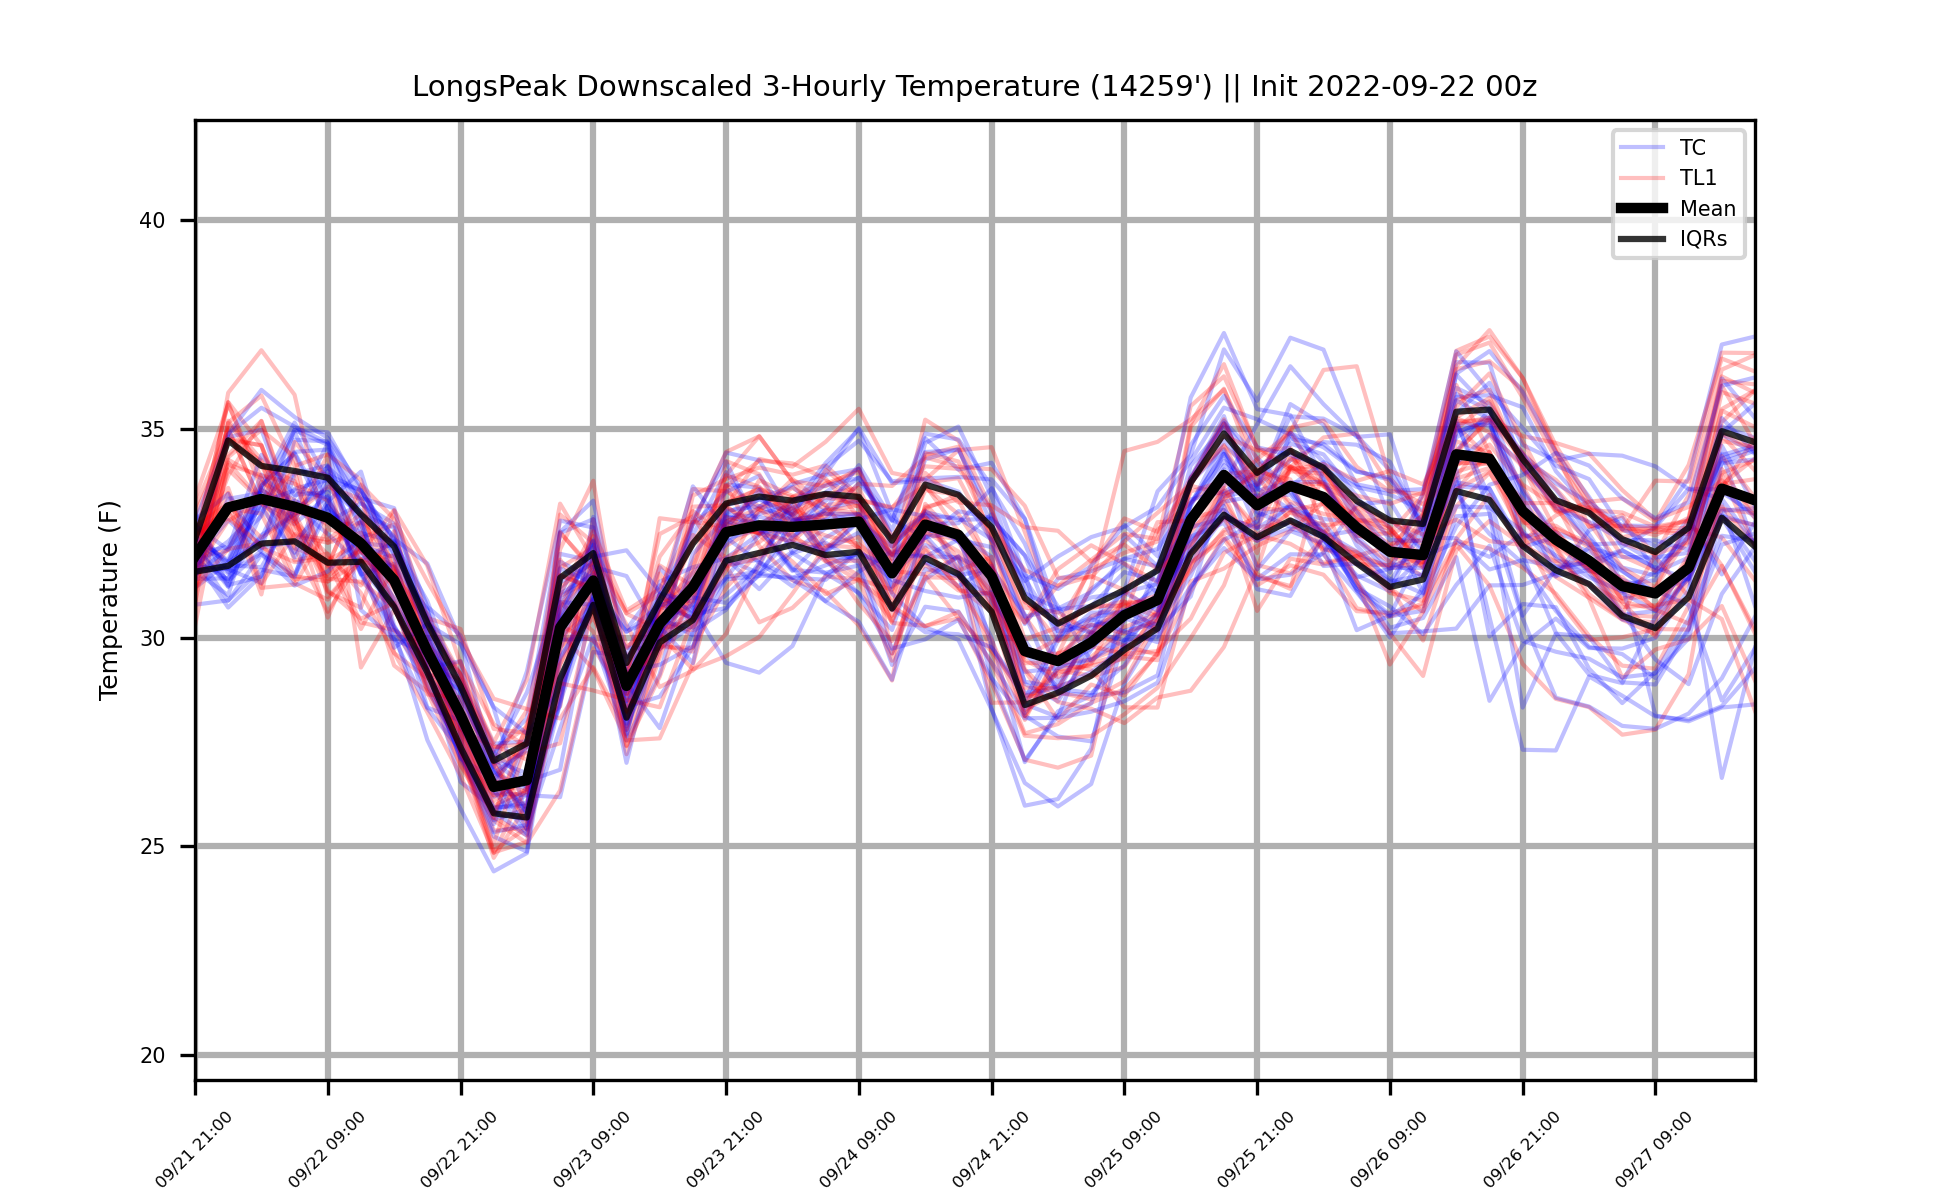 LongsPeak Downscaled 3-Hourly Temperature (14259') || Init 2022-09-22 00z
TC
TL1
Mean
IQRs
Temperature (F)
40
35
30
25
20
09/21 21:00
09/22 09:00
09/22 21:00
09/23 09:00
09/23 21:00
09/24 09:00
09/24 21:00
09/25 09:00
09/25 21:00
09/26 09:00
09/26 21:00
09/27 09:00